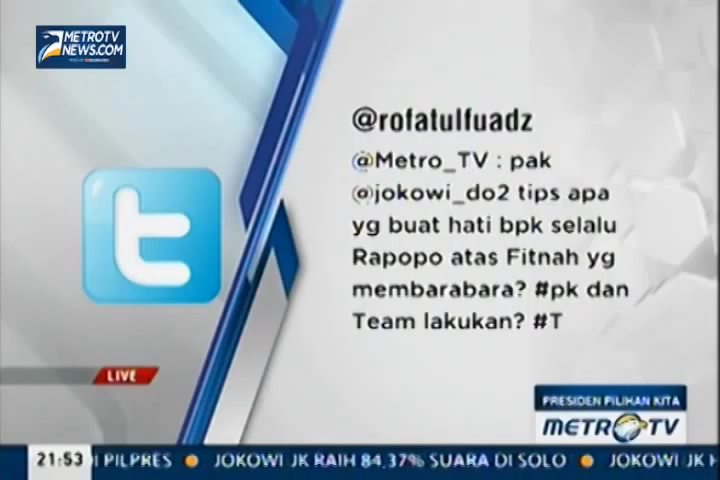 METROTV
NEWS.COM
@rofatulfuadz
@Metro_TV : pak
@jokowi_do2 tips apa
yg buat hati bpk selalu
Rapopo atas Fitnah yg
membarabara? #pk dan
Team lakukan? #T
LIVE
PRESIDEN PILIHAN KITA
METRO TV
21:53 I PILPRES JOKOWI JK RAIH 84,37% SUARA DI SOLO JOKOWI JK